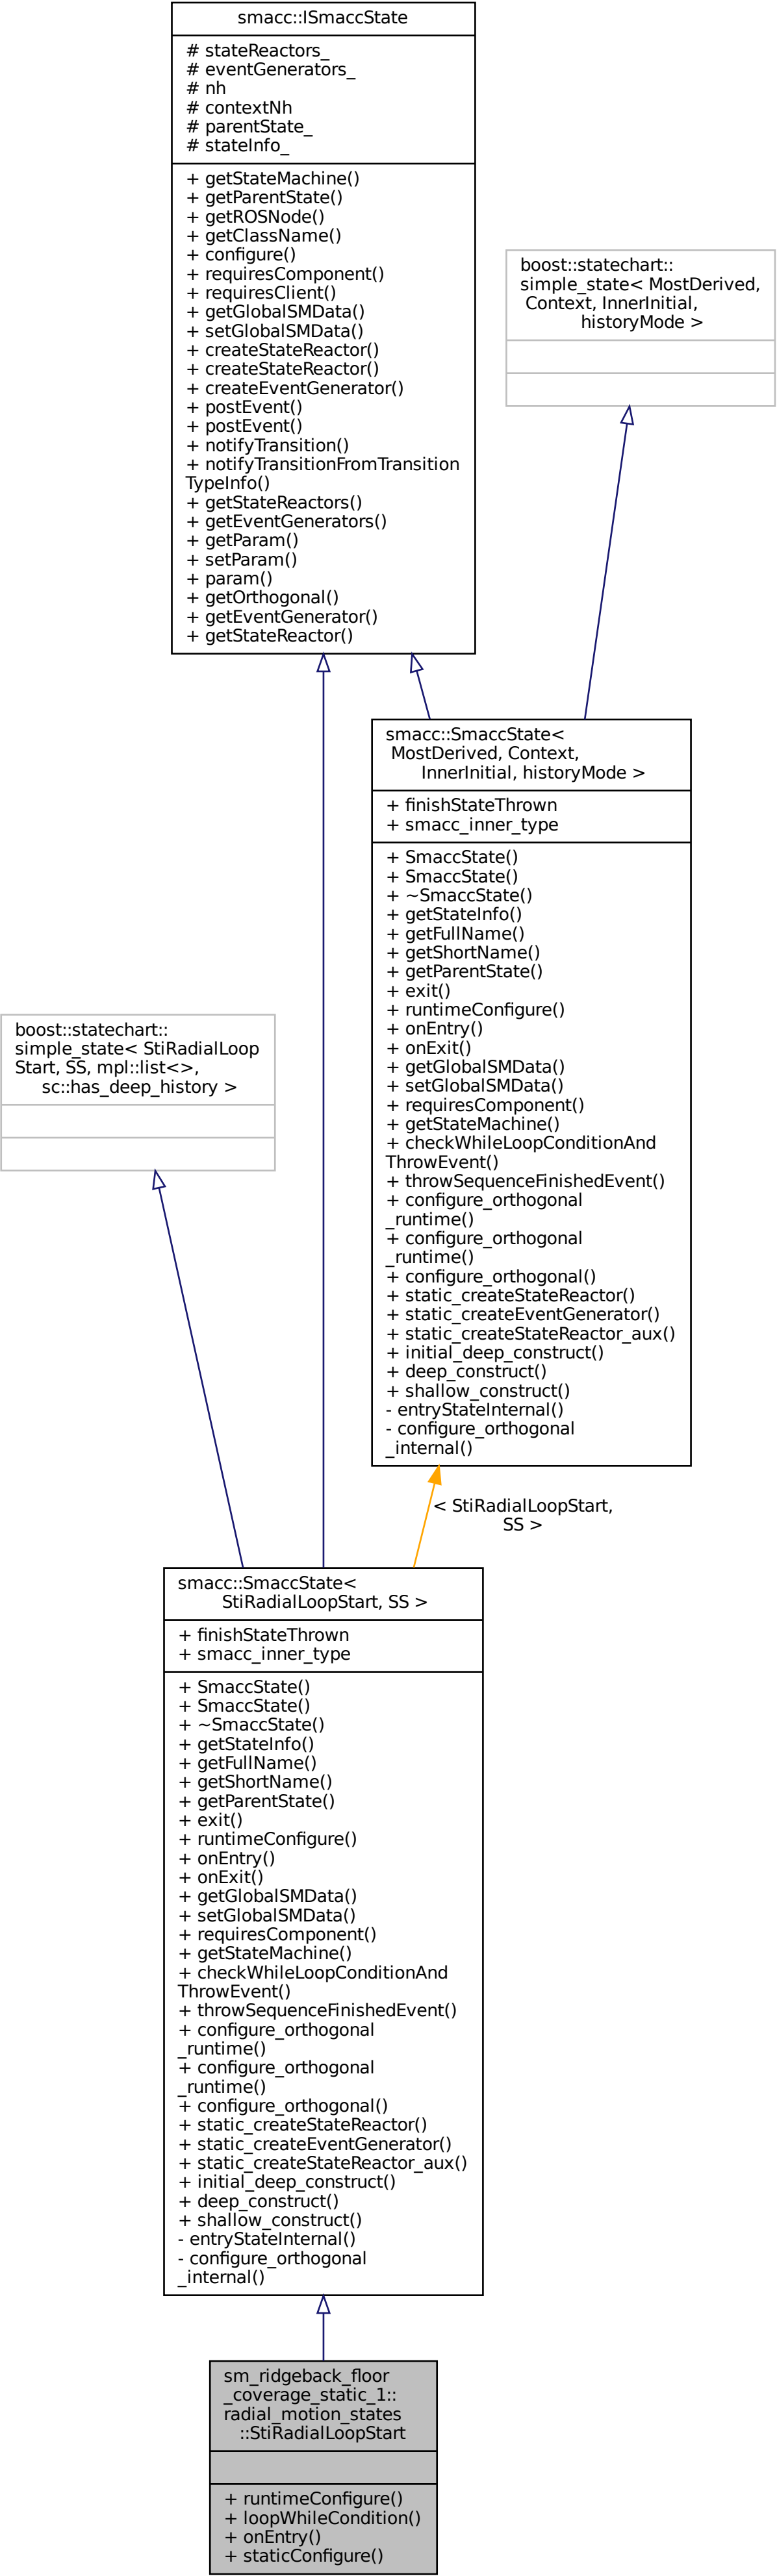 smacc::ISmaccState
# stateReactors_
# eventGenerators_
# nh
# contextNh
# parentState_
# stateInfo_
+ getStateMachine()
+ getParentState()
+ getROSNode()
+ getClassName()
+ configure()
+ requiresComponent()
+ requiresClient()
+ getGlobalSMData()
+ setGlobalSMData()
+ createStateReactor()
+ createStateReactor()
+ createEventGenerator()
+ postEvent()
+ postEvent()
+ notifyTransition()
+ notifyTransitionFromTransition
TypeInfo()
+ getStateReactors()
+ getEventGenerators()
+ getParam()
+ setParam()
+ param()
+ getOrthogonal()
+ getEventGenerator()
+ getStateReactor()
boost::statechart::
simple_state< MostDerived,
Context, InnerInitial,
historyMode >
smacc::SmaccState<
MostDerived, Context,
InnerInitial, historyMode >
+ finishStateThrown
+ smacc_inner_type
+ SmaccState()
+ SmaccState()
+ ~SmaccState()
+ getStateInfo()
+ getFullName()
+ getShortName()
+ getParentState()
+ exit()
+ runtimeConfigure()
+ onEntry()
+ onExit()
+ getGlobalSMData()
+ setGlobalSMData()
+ requiresComponent()
+ getStateMachine()
+ checkWhileLoopConditionAnd
ThrowEvent()
+ throwSequenceFinishedEvent()
+ configure_orthogonal
_runtime()
+ configure_orthogonal
_runtime()
+ configure_orthogonal()
+ static_createStateReactor()
+ static_createEventGenerator()
+ static_createStateReactor_aux()
+ initial_deep_construct()
+ deep_construct()
+ shallow_construct()
- entryStateInternal()
- configure_orthogonal
_internal()
boost::statechart::
simple_state< StiRadialLoop
Start, SS, mpl::list<>,
sc::has_deep_history >
< StiRadialLoopStart,
SS >
smacc::SmaccState<
StiRadialLoopStart, SS >
+ finishStateThrown
+ smacc_inner_type
+ SmaccState()
+ SmaccState()
+ ~SmaccState()
+ getStateInfo()
+ getFullName()
+ getShortName()
+ getParentState()
+ exit()
+ runtimeConfigure()
+ onEntry()
+ onExit()
+ getGlobalSMData()
+ setGlobalSMData()
+ requiresComponent()
+ getStateMachine()
+ checkWhileLoopConditionAnd
ThrowEvent()
+ throwSequenceFinishedEvent()
+ configure_orthogonal
_runtime()
+ configure_orthogonal
_runtime()
+ configure_orthogonal()
+ static_createStateReactor()
+ static_createEventGenerator()
+ static_createStateReactor_aux()
+ initial_deep_construct()
+ deep_construct()
+ shallow_construct()
- entryStateInternal()
- configure_orthogonal
_internal()
sm_ridgeback_floor
_coverage_static_1::
radial_motion_states
::StiRadialLoopStart
+ runtimeConfigure()
+ loopWhileCondition()
+ onEntry()
+ staticConfigure()